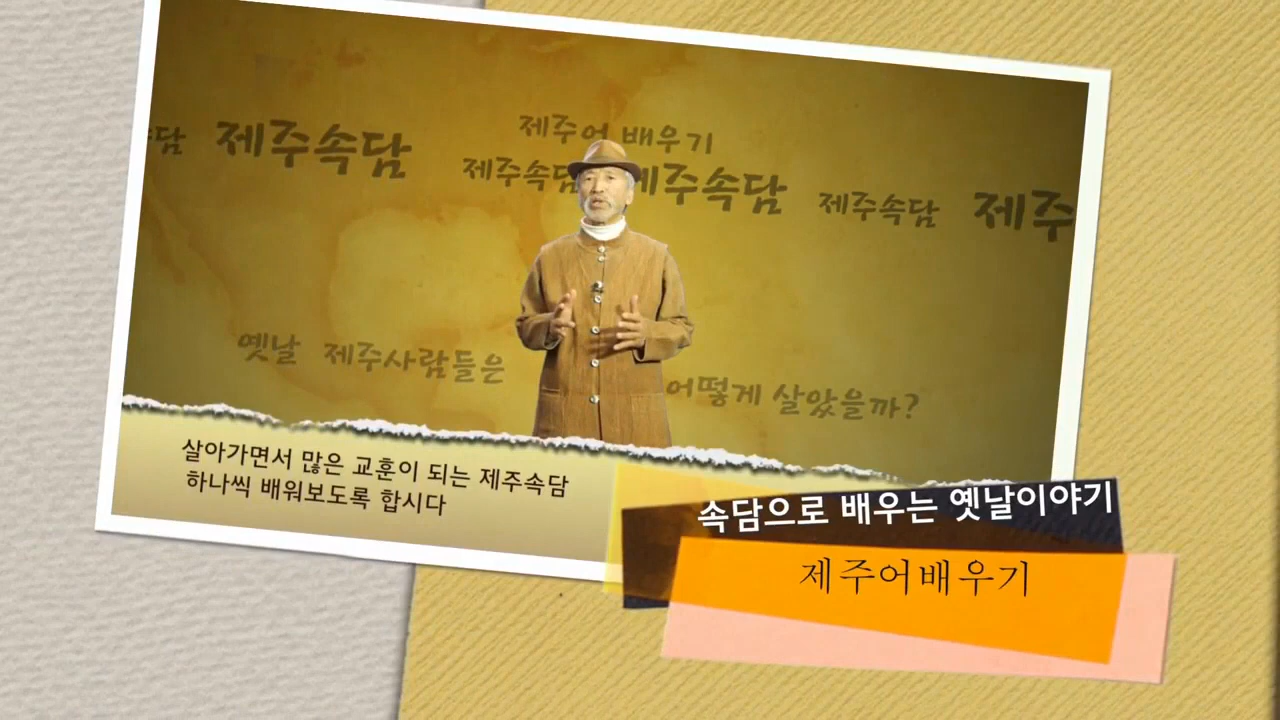 제주속담
제주어 배우기
제주속담
제주속담
제주속담
제주
옛날 제주사람들은
어떻게 살았을까?
살아가면서 많은 교훈이 되는 제주속담
하나씩 배워보도록 합시다
속담으로 배우는 옛날이야기
제주어배우기